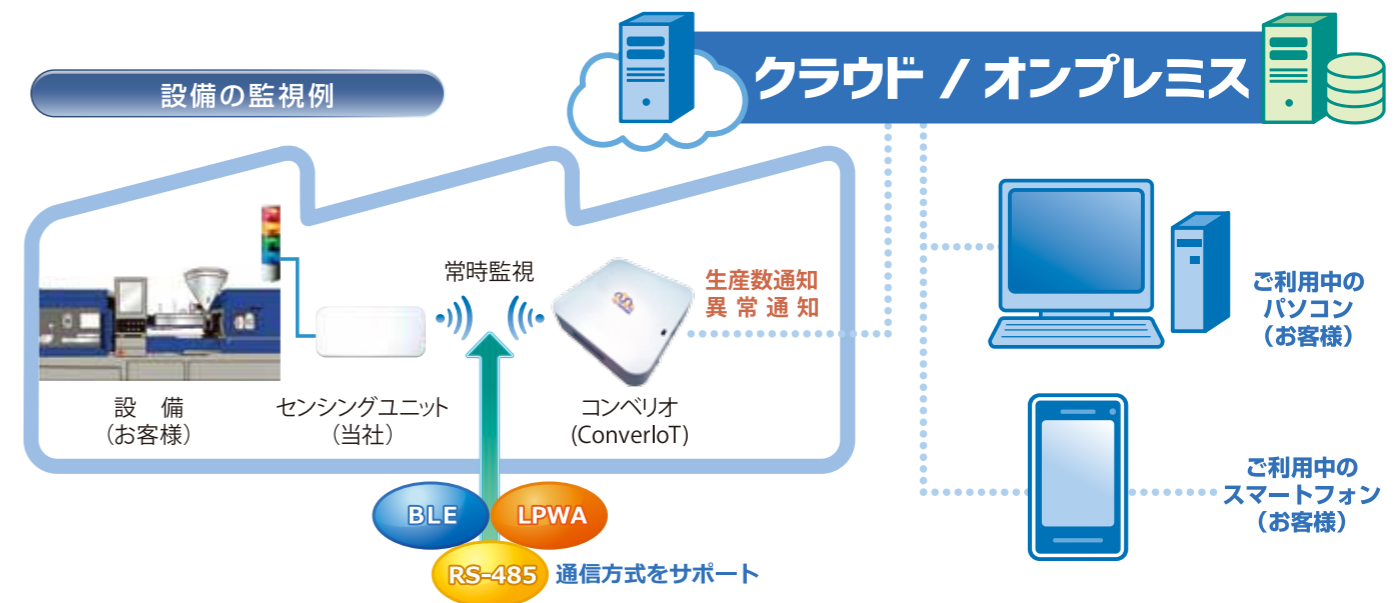 クラウド / オンプレミス
設備の監視例
常時監視
生産数通知
異常通知
設 備
(お客様)
センシングユニット
(当社)
コンベリオ
(ConverIoT)
BLE
LPWA
RS-485
通信方式をサポート
ご利用中の
パソコン
(お客様)
ご利用中の
スマートフォン
(お客様)